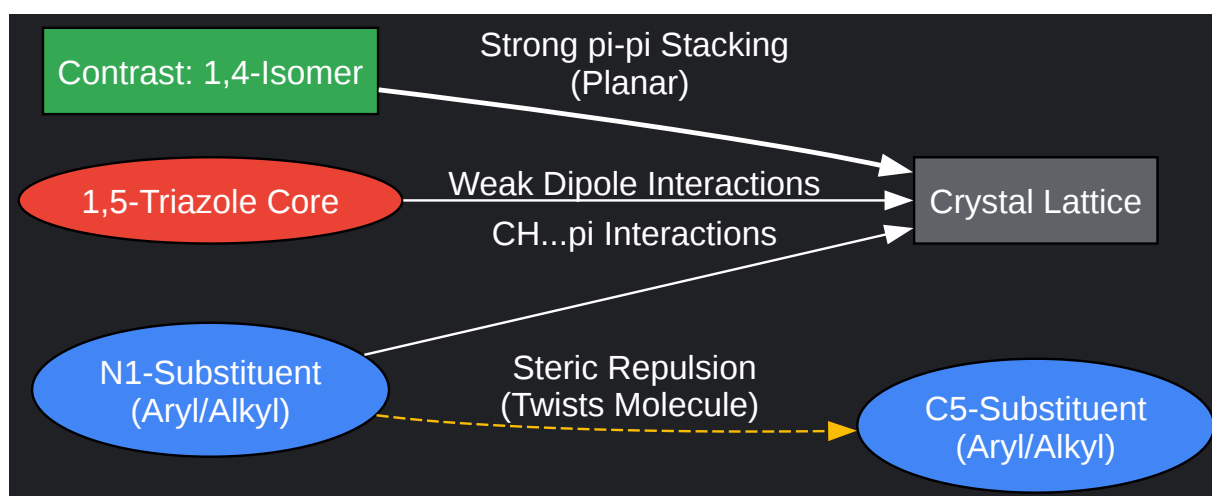 Contrast: 1,4-Isomer
Strong pi-pi Stacking
(Planar)
1,5-Triazole Core
Weak Dipole Interactions
Crystal Lattice
CH...pi Interactions
N1-Substituent
(Aryl/Alkyl)
Steric Repulsion
(Twists Molecule)
C5-Substituent
(Aryl/Alkyl)